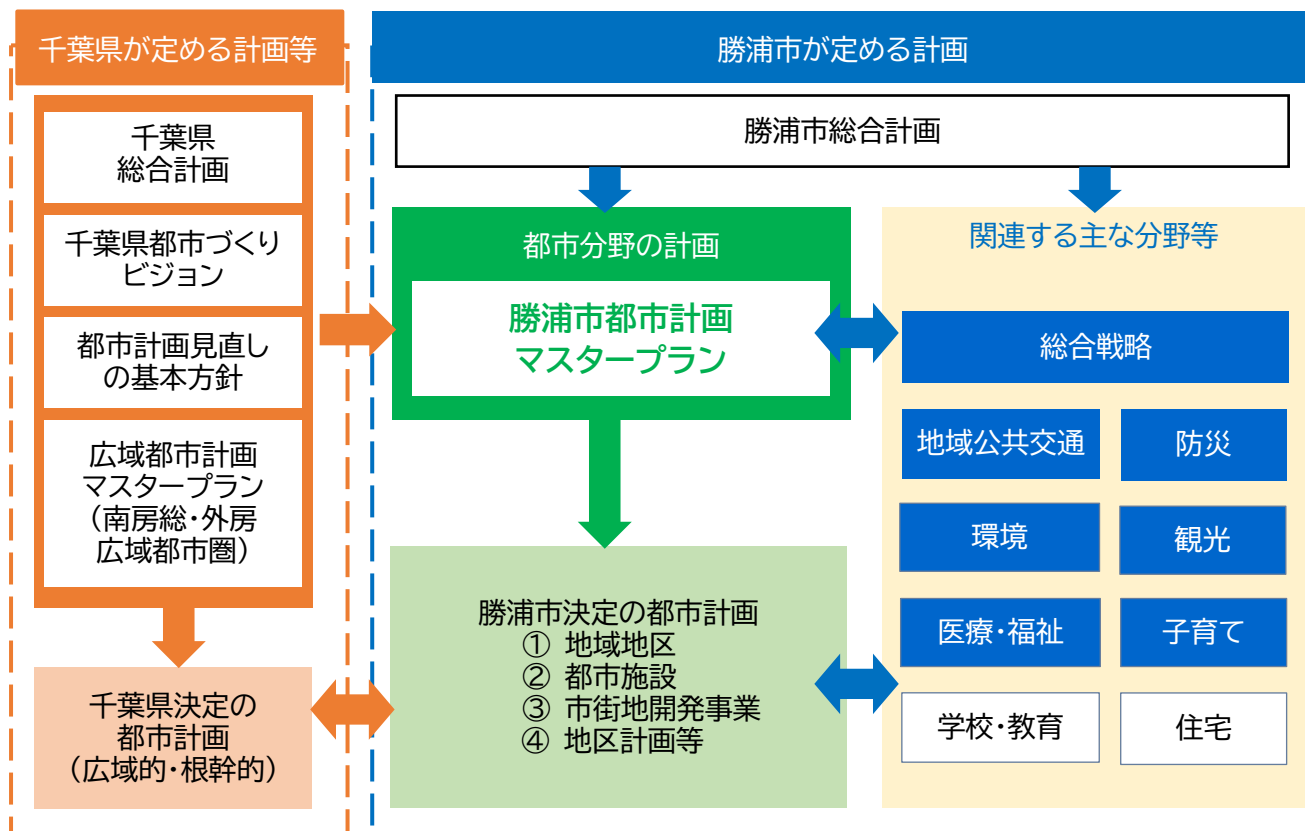 千葉県が定める計画等
千葉県
総合計画
千葉県都市づくり
ビジョン
都市計画見直し
の基本方針
広域都市計画
マスタープラン
（南房総・外房
広域都市圏）
千葉県決定の
都市計画
（広域的・根幹的）
勝浦市が定める計画
勝浦市総合計画
都市分野の計画
勝浦市都市計画
マスタープラン
勝浦市決定の都市計画
① 地域地区
② 都市施設
③ 市街地開発事業
④ 地区計画等
関連する主な分野等
総合戦略
地域公共交通
防災
環境
観光
医療・福祉
子育て
学校・教育
住宅